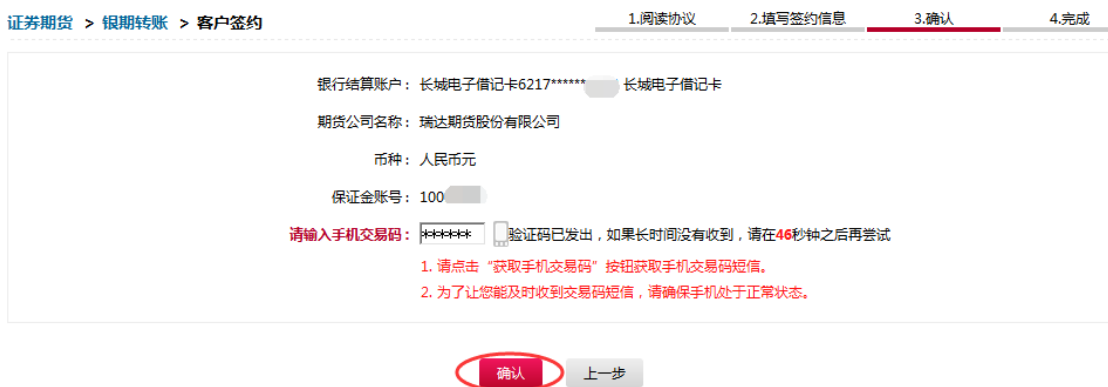 证券期货 > 银期转账 > 客户签约
1.阅读协议 2.填写签约信息 3.确认 4.完成
银行结算账户： 长城电子借记卡6217****** 长城电子借记卡
期货公司名称： 瑞达期货股份有限公司
币种： 人民币元
保证金账号： 100
请输入手机交易码： ****** 验证码已发出，如果长时间没有收到，请在46秒钟之后再尝试
1. 请点击“获取手机交易码”按钮获取手机交易码短信。
2. 为了让您能及时收到交易码短信，请确保手机处于正常状态。
确认 上一步